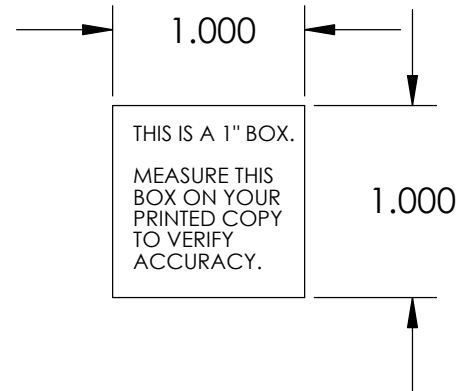 1.000
THIS IS A 1" BOX.
MEASURE THIS
BOX ON YOUR
PRINTED COPY
TO VERIFY
ACCURACY.
1.000